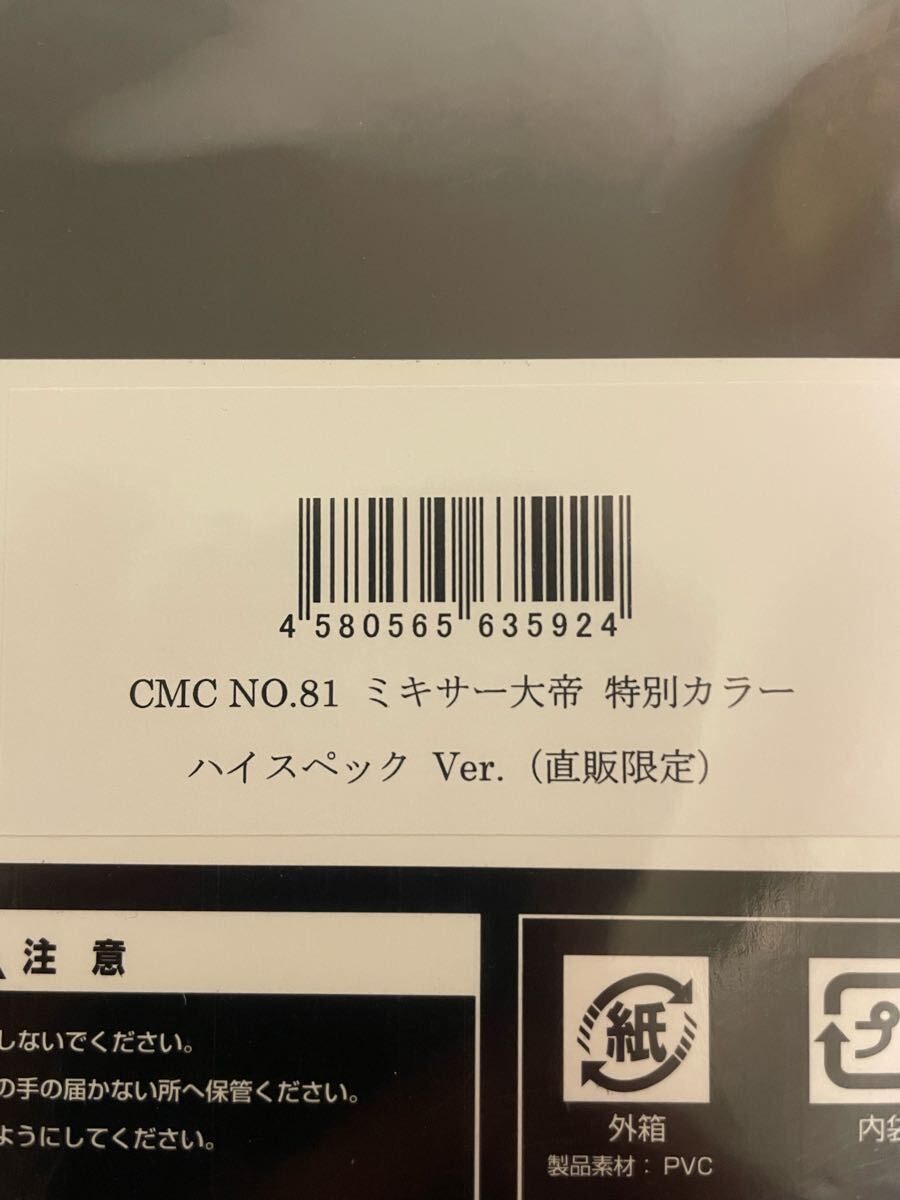 4 580565 635924
CMC NO.81 ミキサー大帝 特別カラー
ハイスペック Ver.（直販限定）
注 意
しないでください。
の手の届かない所へ保管ください。
ようにしてください。
紙
プ
外箱
内袋
製品素材： PVC